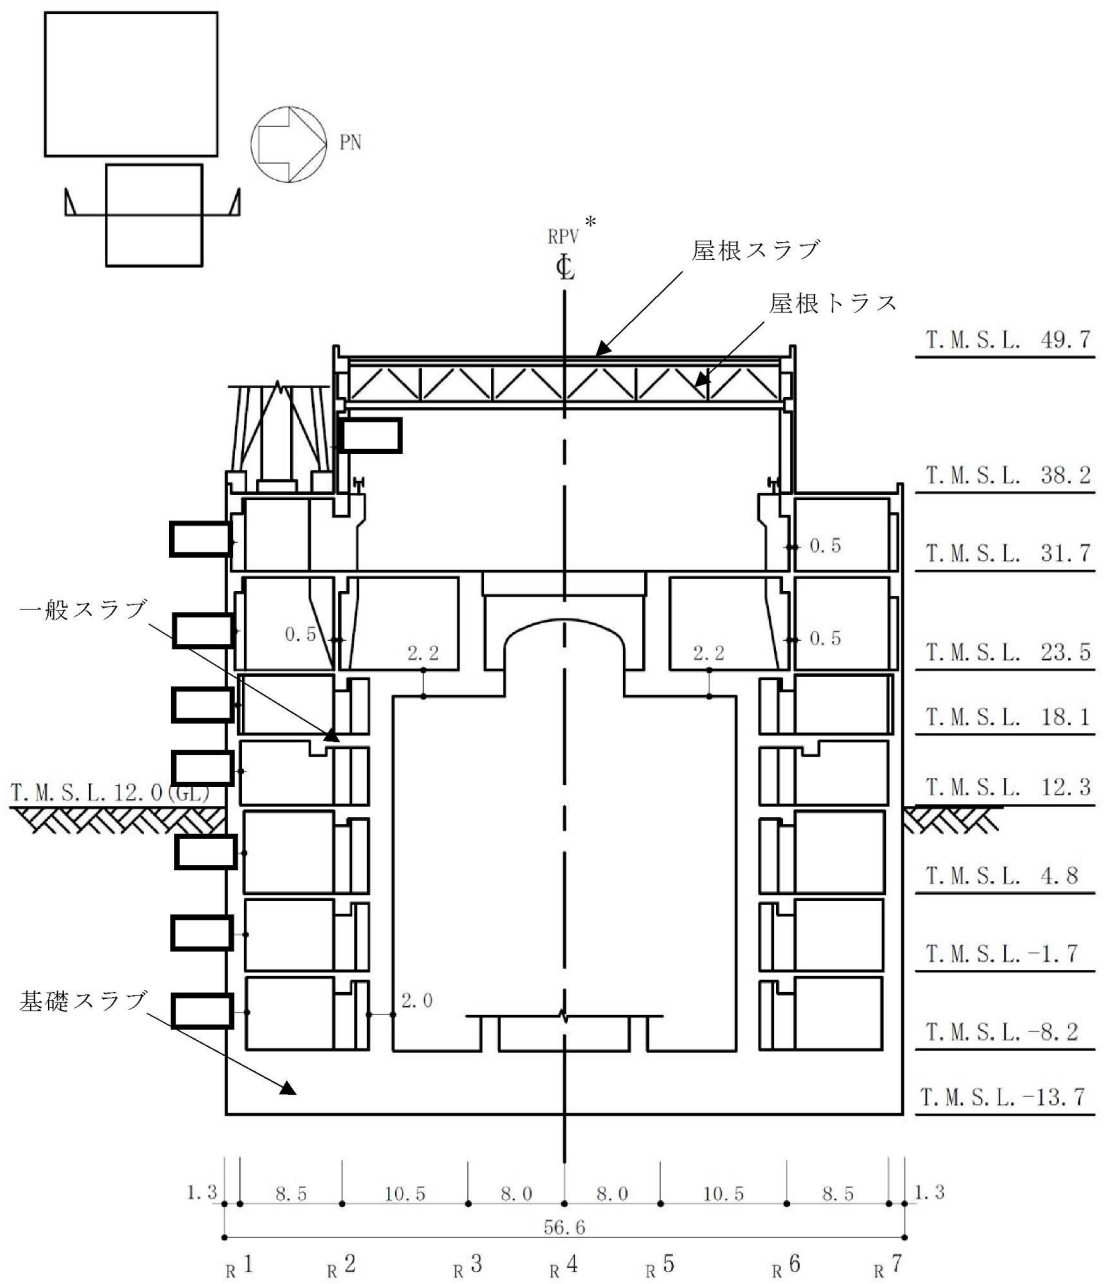 PN
RPV*
℄
屋根スラブ
屋根トラス
T.M.S.L. 49.7
T.M.S.L. 38.2
0.5
T.M.S.L. 31.7
一般スラブ
0.5
0.5
2.2
2.2
T.M.S.L. 23.5
T.M.S.L. 18.1
T.M.S.L.12.0(GL)
T.M.S.L. 12.3
T.M.S.L. 4.8
T.M.S.L.-1.7
基礎スラブ
2.0
T.M.S.L.-8.2
T.M.S.L.-13.7
1.3 8.5 10.5 8.0 8.0 10.5 8.5 1.3
56.6
R1 R2 R3 R4 R5 R6 R7